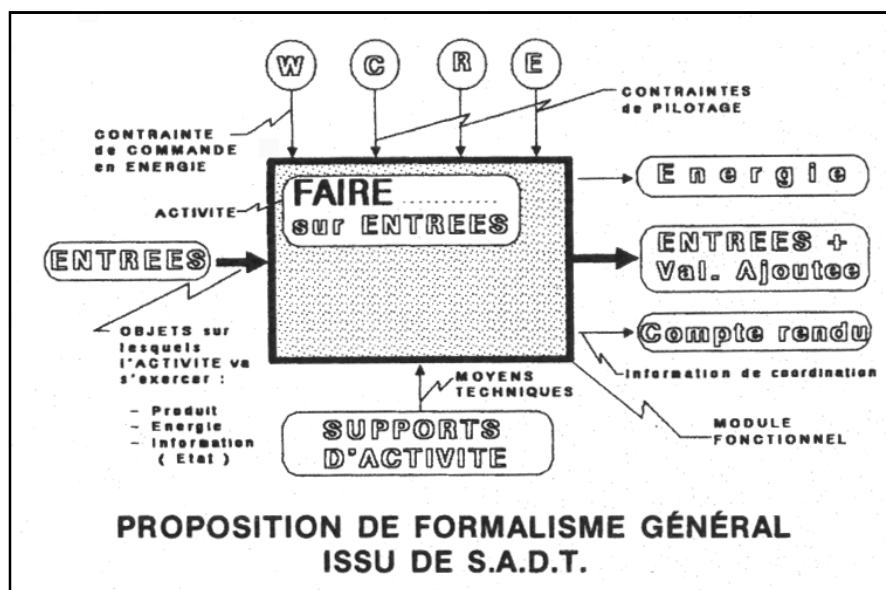 W C R E
CONTRAINTE
de COMMANDE
en ENERGIE
CONTRAINTES
de PILOTAGE
ACTIVITE
FAIRE ...........
sur ENTREES
ENTREES
Energie
ENTREES +
Val. Ajoutee
Compte rendu
OBJETS sur
lesquels
l'ACTIVITE va
s'exercer :
- Produit
- Energie
- Information
( Etat )
MOYENS
TECHNIQUES
Information de coordination
SUPPORTS
D'ACTIVITE
MODULE
FONCTIONNEL
PROPOSITION DE FORMALISME GÉNÉRAL
ISSU DE S.A.D.T.